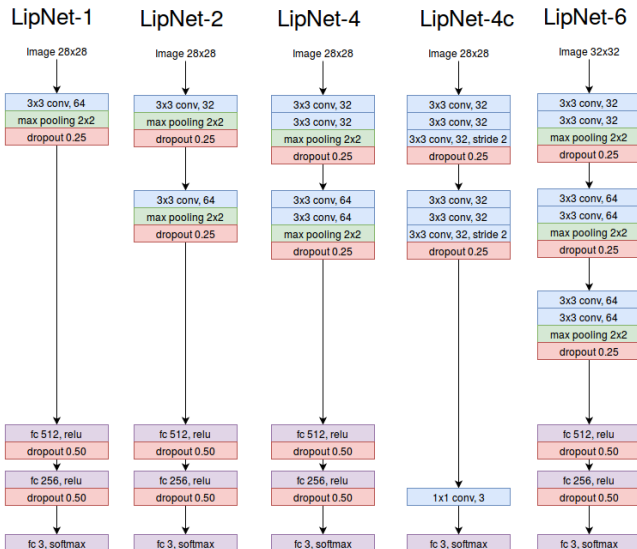 LipNet-1
Image 28x28
3x3 conv, 64
max pooling 2x2
dropout 0.25
fc 512, relu
dropout 0.50
fc 256, relu
dropout 0.50
fc 3, softmax
LipNet-2
Image 28x28
3x3 conv, 32
max pooling 2x2
dropout 0.25
3x3 conv, 64
max pooling 2x2
dropout 0.25
fc 512, relu
dropout 0.50
fc 256, relu
dropout 0.50
fc 3, softmax
LipNet-4
Image 28x28
3x3 conv, 32
3x3 conv, 32
max pooling 2x2
dropout 0.25
3x3 conv, 64
3x3 conv, 64
max pooling 2x2
dropout 0.25
fc 512, relu
dropout 0.50
fc 256, relu
dropout 0.50
fc 3, softmax
LipNet-4c
Image 28x28
3x3 conv, 32
3x3 conv, 32
3x3 conv, 32, stride 2
dropout 0.25
3x3 conv, 32
3x3 conv, 32
3x3 conv, 32, stride 2
dropout 0.25
1x1 conv, 3
fc 3, softmax
LipNet-6
Image 32x32
3x3 conv, 32
3x3 conv, 32
max pooling 2x2
dropout 0.25
3x3 conv, 64
3x3 conv, 64
max pooling 2x2
dropout 0.25
3x3 conv, 64
3x3 conv, 64
max pooling 2x2
dropout 0.25
fc 512, relu
dropout 0.50
fc 256, relu
dropout 0.50
fc 3, softmax